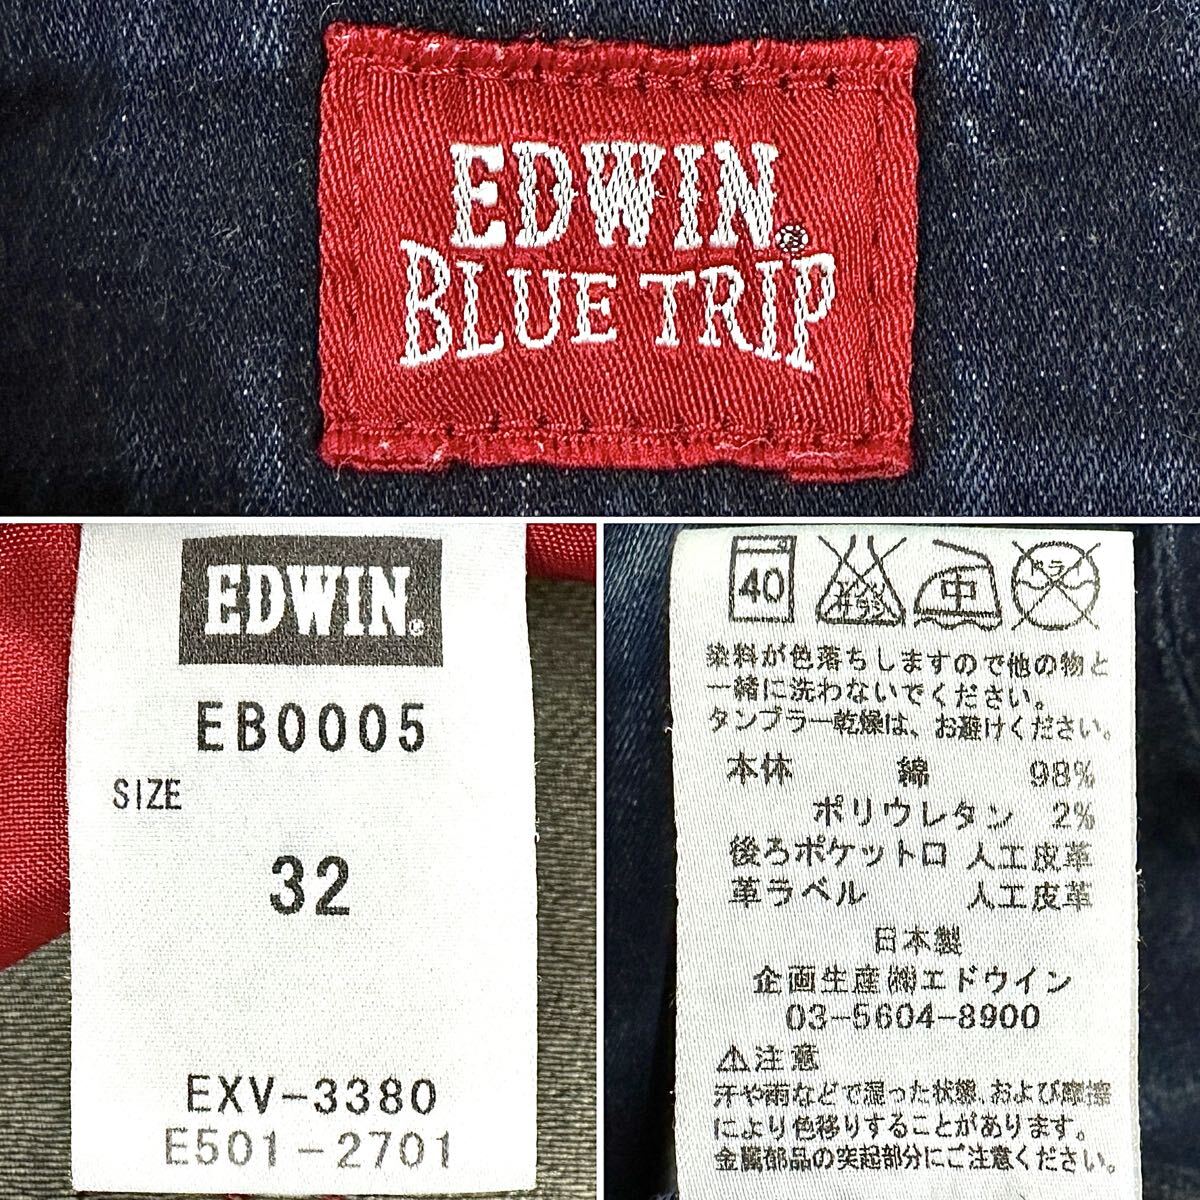 EDWIN®
BLUE TRIP
EDWIN®
EB0005
SIZE
32
EXV-3380
E501-2701
40 中 ドライ
染料が色落ちしますので他の物と
一緒に洗わないでください。
タンブラー乾燥は、お避けください。
本体 綿 98%
ポリウレタン 2%
後ろポケット口 人工皮革
革ラベル 人工皮革
日本製
企画生産㈱エドウイン
03-5604-8900
⚠注意
汗や雨などで湿った状態、および摩擦
により色移りすることがあります。
金属部品の突起部分にご注意ください。